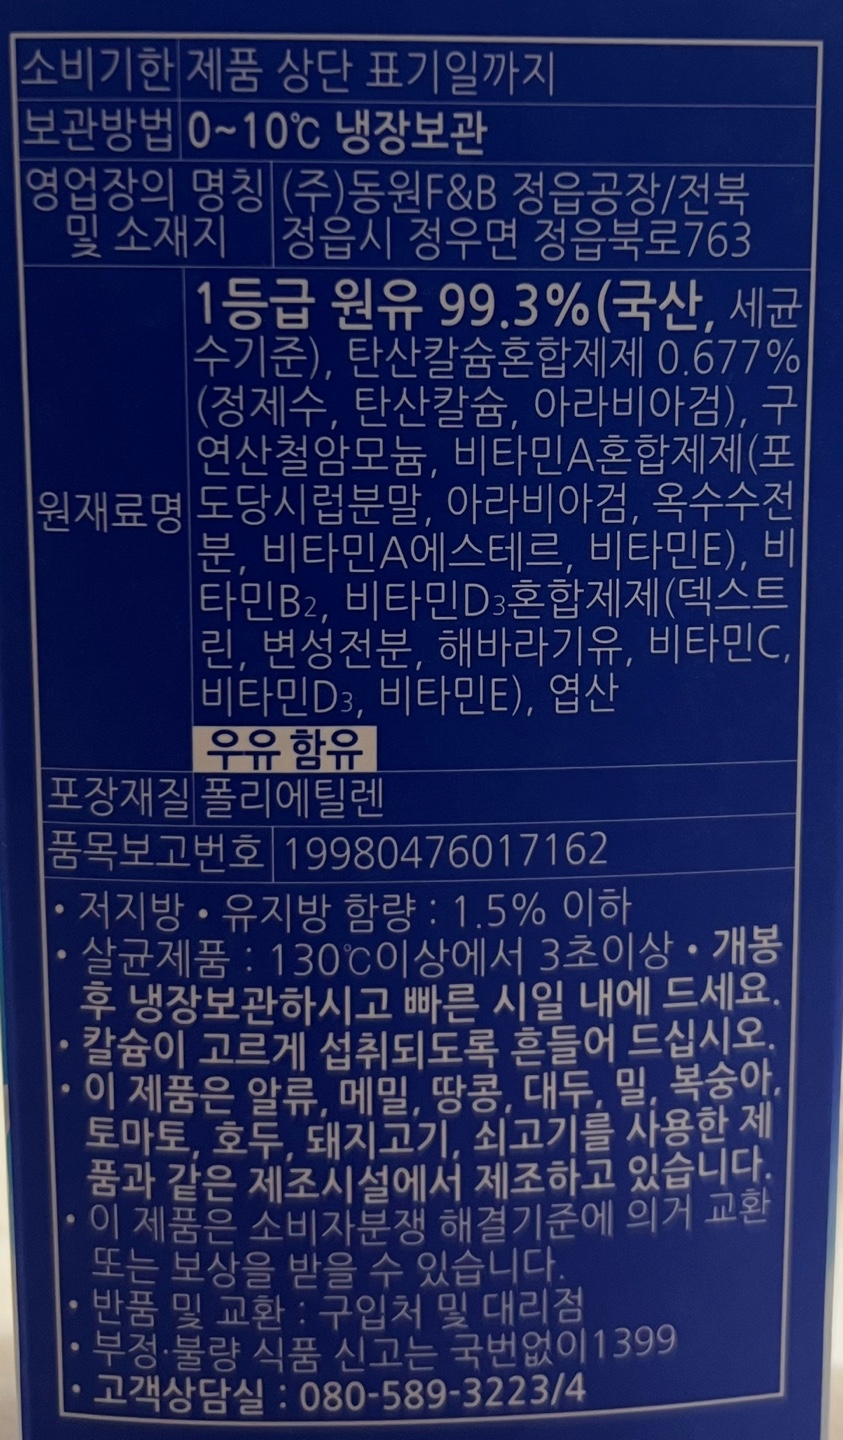 소비기한 제품 상단 표기일까지
보관방법 0~10℃ 냉장보관
영업장의 명칭 및 소재지 (주)동원F&B 정읍공장/전북
정읍시 정우면 정읍북로763
원재료명
1등급 원유 99.3%(국산, 세균
수기준), 탄산칼슘혼합제제 0.677%
(정제수, 탄산칼슘, 아라비아검), 구
연산철암모늄, 비타민A혼합제제(포
도당시럽분말, 아라비아검, 옥수수전
분, 비타민A에스테르, 비타민E), 비
타민B2, 비타민D3혼합제제(덱스트
린, 변성전분, 해바라기유, 비타민C,
비타민D3, 비타민E), 엽산
우유 함유
포장재질 폴리에틸렌
품목보고번호 19980476017162
• 저지방 • 유지방 함량 : 1.5% 이하
• 살균제품 : 130℃이상에서 3초이상 • 개봉
후 냉장보관하시고 빠른 시일 내에 드세요.
• 칼슘이 고르게 섭취되도록 흔들어 드십시오.
• 이 제품은 알류, 메밀, 땅콩, 대두, 밀, 복숭아,
토마토, 호두, 돼지고기, 쇠고기를 사용한 제
품과 같은 제조시설에서 제조하고 있습니다.
• 이 제품은 소비자분쟁 해결기준에 의거 교환
또는 보상을 받을 수 있습니다.
• 반품 및 교환 : 구입처 및 대리점
• 부정·불량 식품 신고는 국번없이1399
• 고객상담실 : 080-589-3223/4